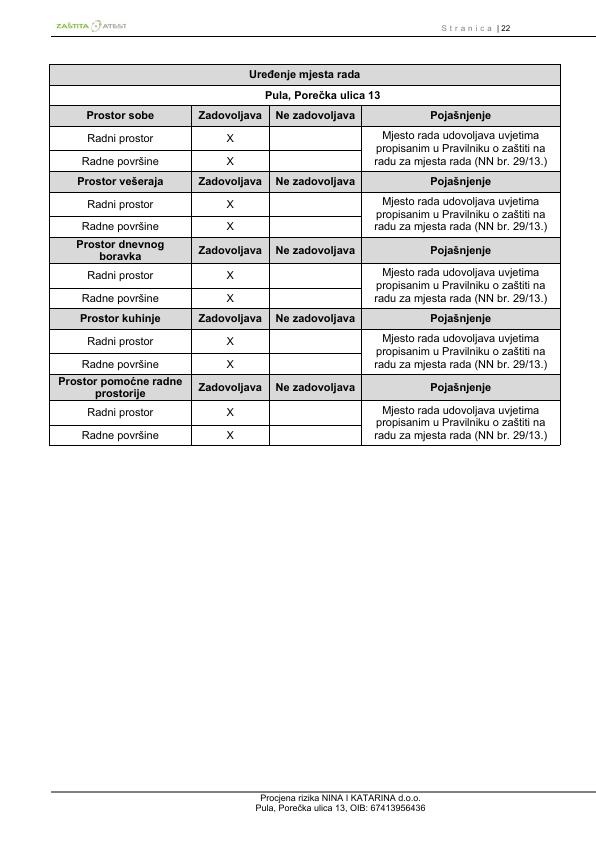 ZAŠTITA ATEST
Stranica | 22
Uređenje mjesta rada
Pula, Porečka ulica 13
Prostor sobe Zadovoljava Ne zadovoljava Pojašnjenje
Radni prostor X
Radne površine X
Mjesto rada udovoljava uvjetima
propisanim u Pravilniku o zaštiti na
radu za mjesta rada (NN br. 29/13.)
Prostor vešeraja Zadovoljava Ne zadovoljava Pojašnjenje
Radni prostor X
Radne površine X
Mjesto rada udovoljava uvjetima
propisanim u Pravilniku o zaštiti na
radu za mjesta rada (NN br. 29/13.)
Prostor dnevnog
boravka Zadovoljava Ne zadovoljava Pojašnjenje
Radni prostor X
Radne površine X
Mjesto rada udovoljava uvjetima
propisanim u Pravilniku o zaštiti na
radu za mjesta rada (NN br. 29/13.)
Prostor kuhinje Zadovoljava Ne zadovoljava Pojašnjenje
Radni prostor X
Radne površine X
Mjesto rada udovoljava uvjetima
propisanim u Pravilniku o zaštiti na
radu za mjesta rada (NN br. 29/13.)
Prostor pomoćne radne
prostorije Zadovoljava Ne zadovoljava Pojašnjenje
Radni prostor X
Radne površine X
Mjesto rada udovoljava uvjetima
propisanim u Pravilniku o zaštiti na
radu za mjesta rada (NN br. 29/13.)
Procjena rizika NINA I KATARINA d.o.o.
Pula, Porečka ulica 13, OIB: 67413956436